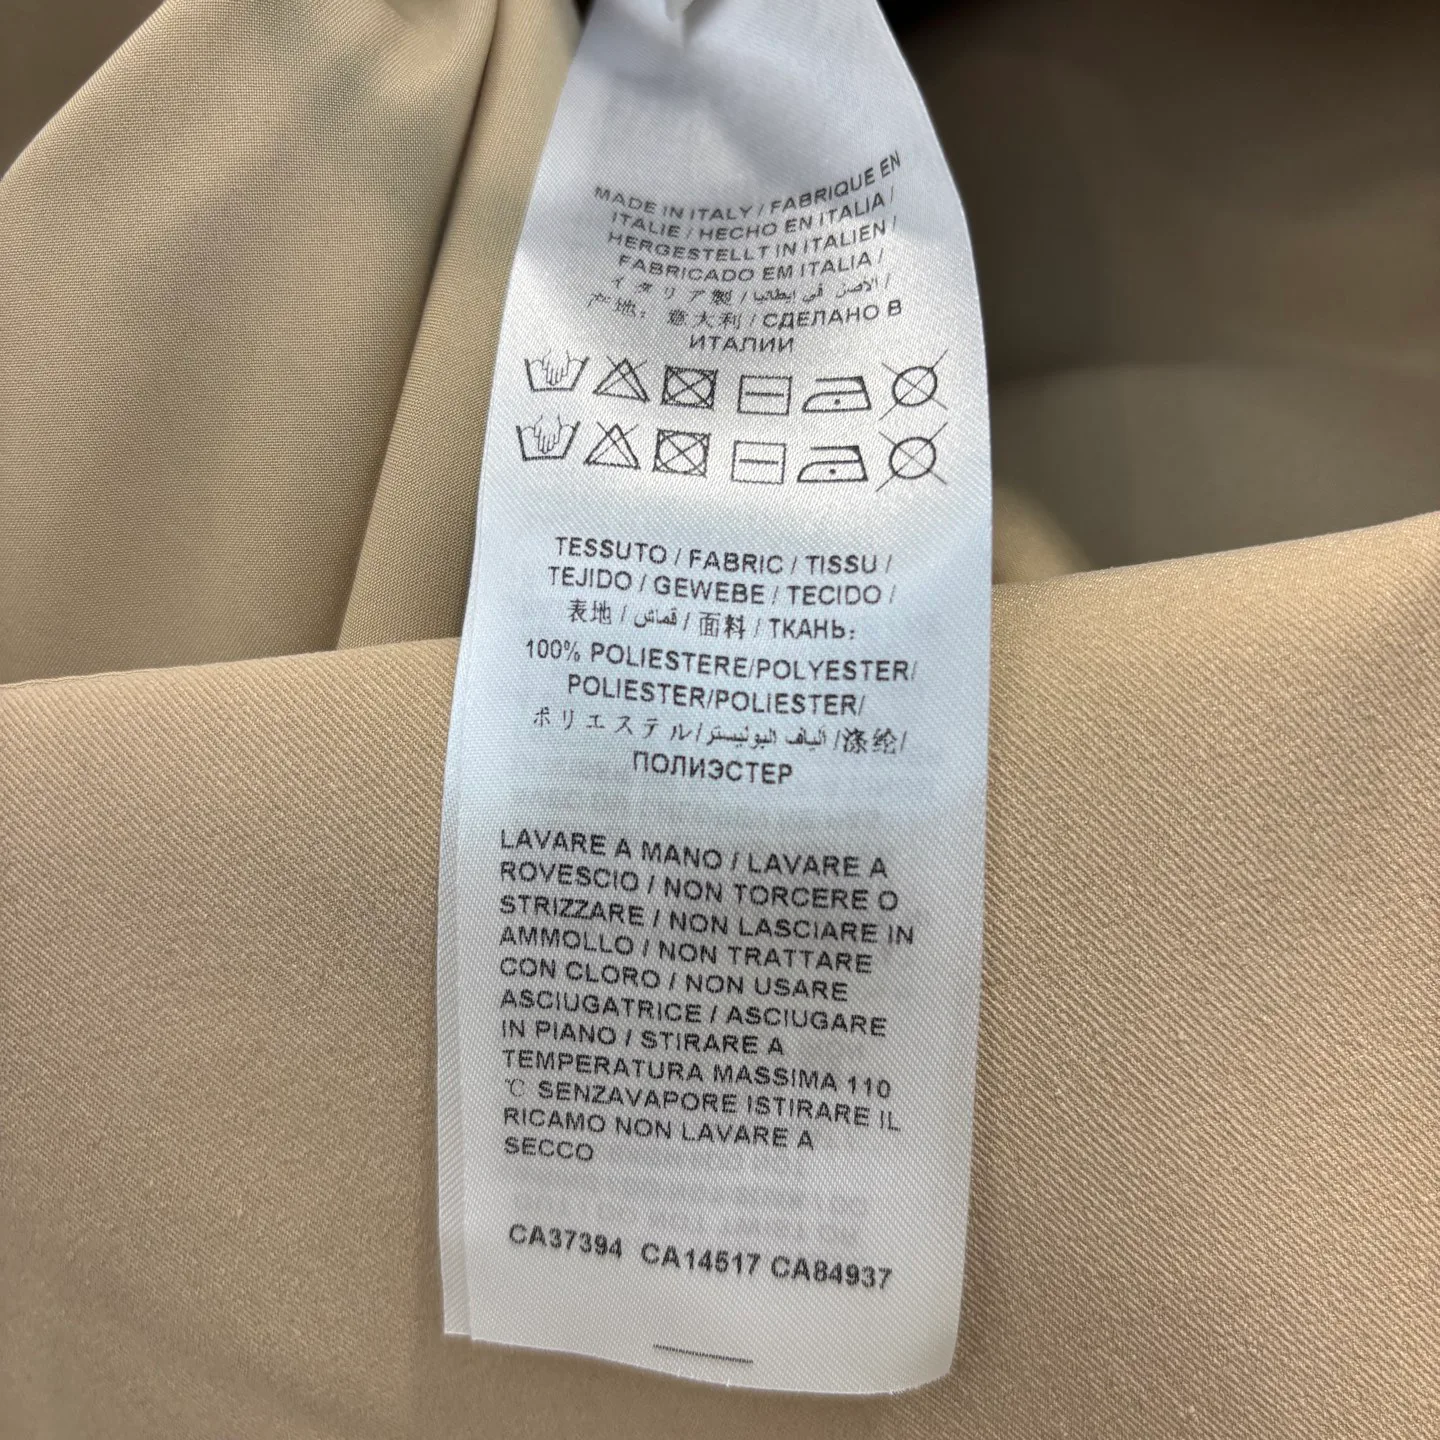 MADE IN ITALY / FABRIQUE EN
ITALIE / HECHO EN ITALIA /
HERGESTELLT IN ITALIEN /
FABRICADO EM ITALIA /
イタリア製 / الأصل في إيطاليا /
产地：意大利 / СДЕЛАНО В
ИТАЛИИ
TESSUTO / FABRIC / TISSU /
TEJIDO / GEWEBE / TECIDO /
表地 / قماش / 面料 / ТКАНЬ:
100% POLIESTERE/POLYESTER/
POLIESTER/POLIESTER/
ポリエステル/ألياف البوليستر/涤纶/
ПОЛИЭСТЕР
LAVARE A MANO / LAVARE A
ROVESCIO / NON TORCERE O
STRIZZARE / NON LASCIARE IN
AMMOLLO / NON TRATTARE
CON CLORO / NON USARE
ASCIUGATRICE / ASCIUGARE
IN PIANO / STIRARE A
TEMPERATURA MASSIMA 110
℃ SENZAVAPORE ISTIRARE IL
RICAMO NON LAVARE A
SECCO
CA37394 CA14517 CA84937